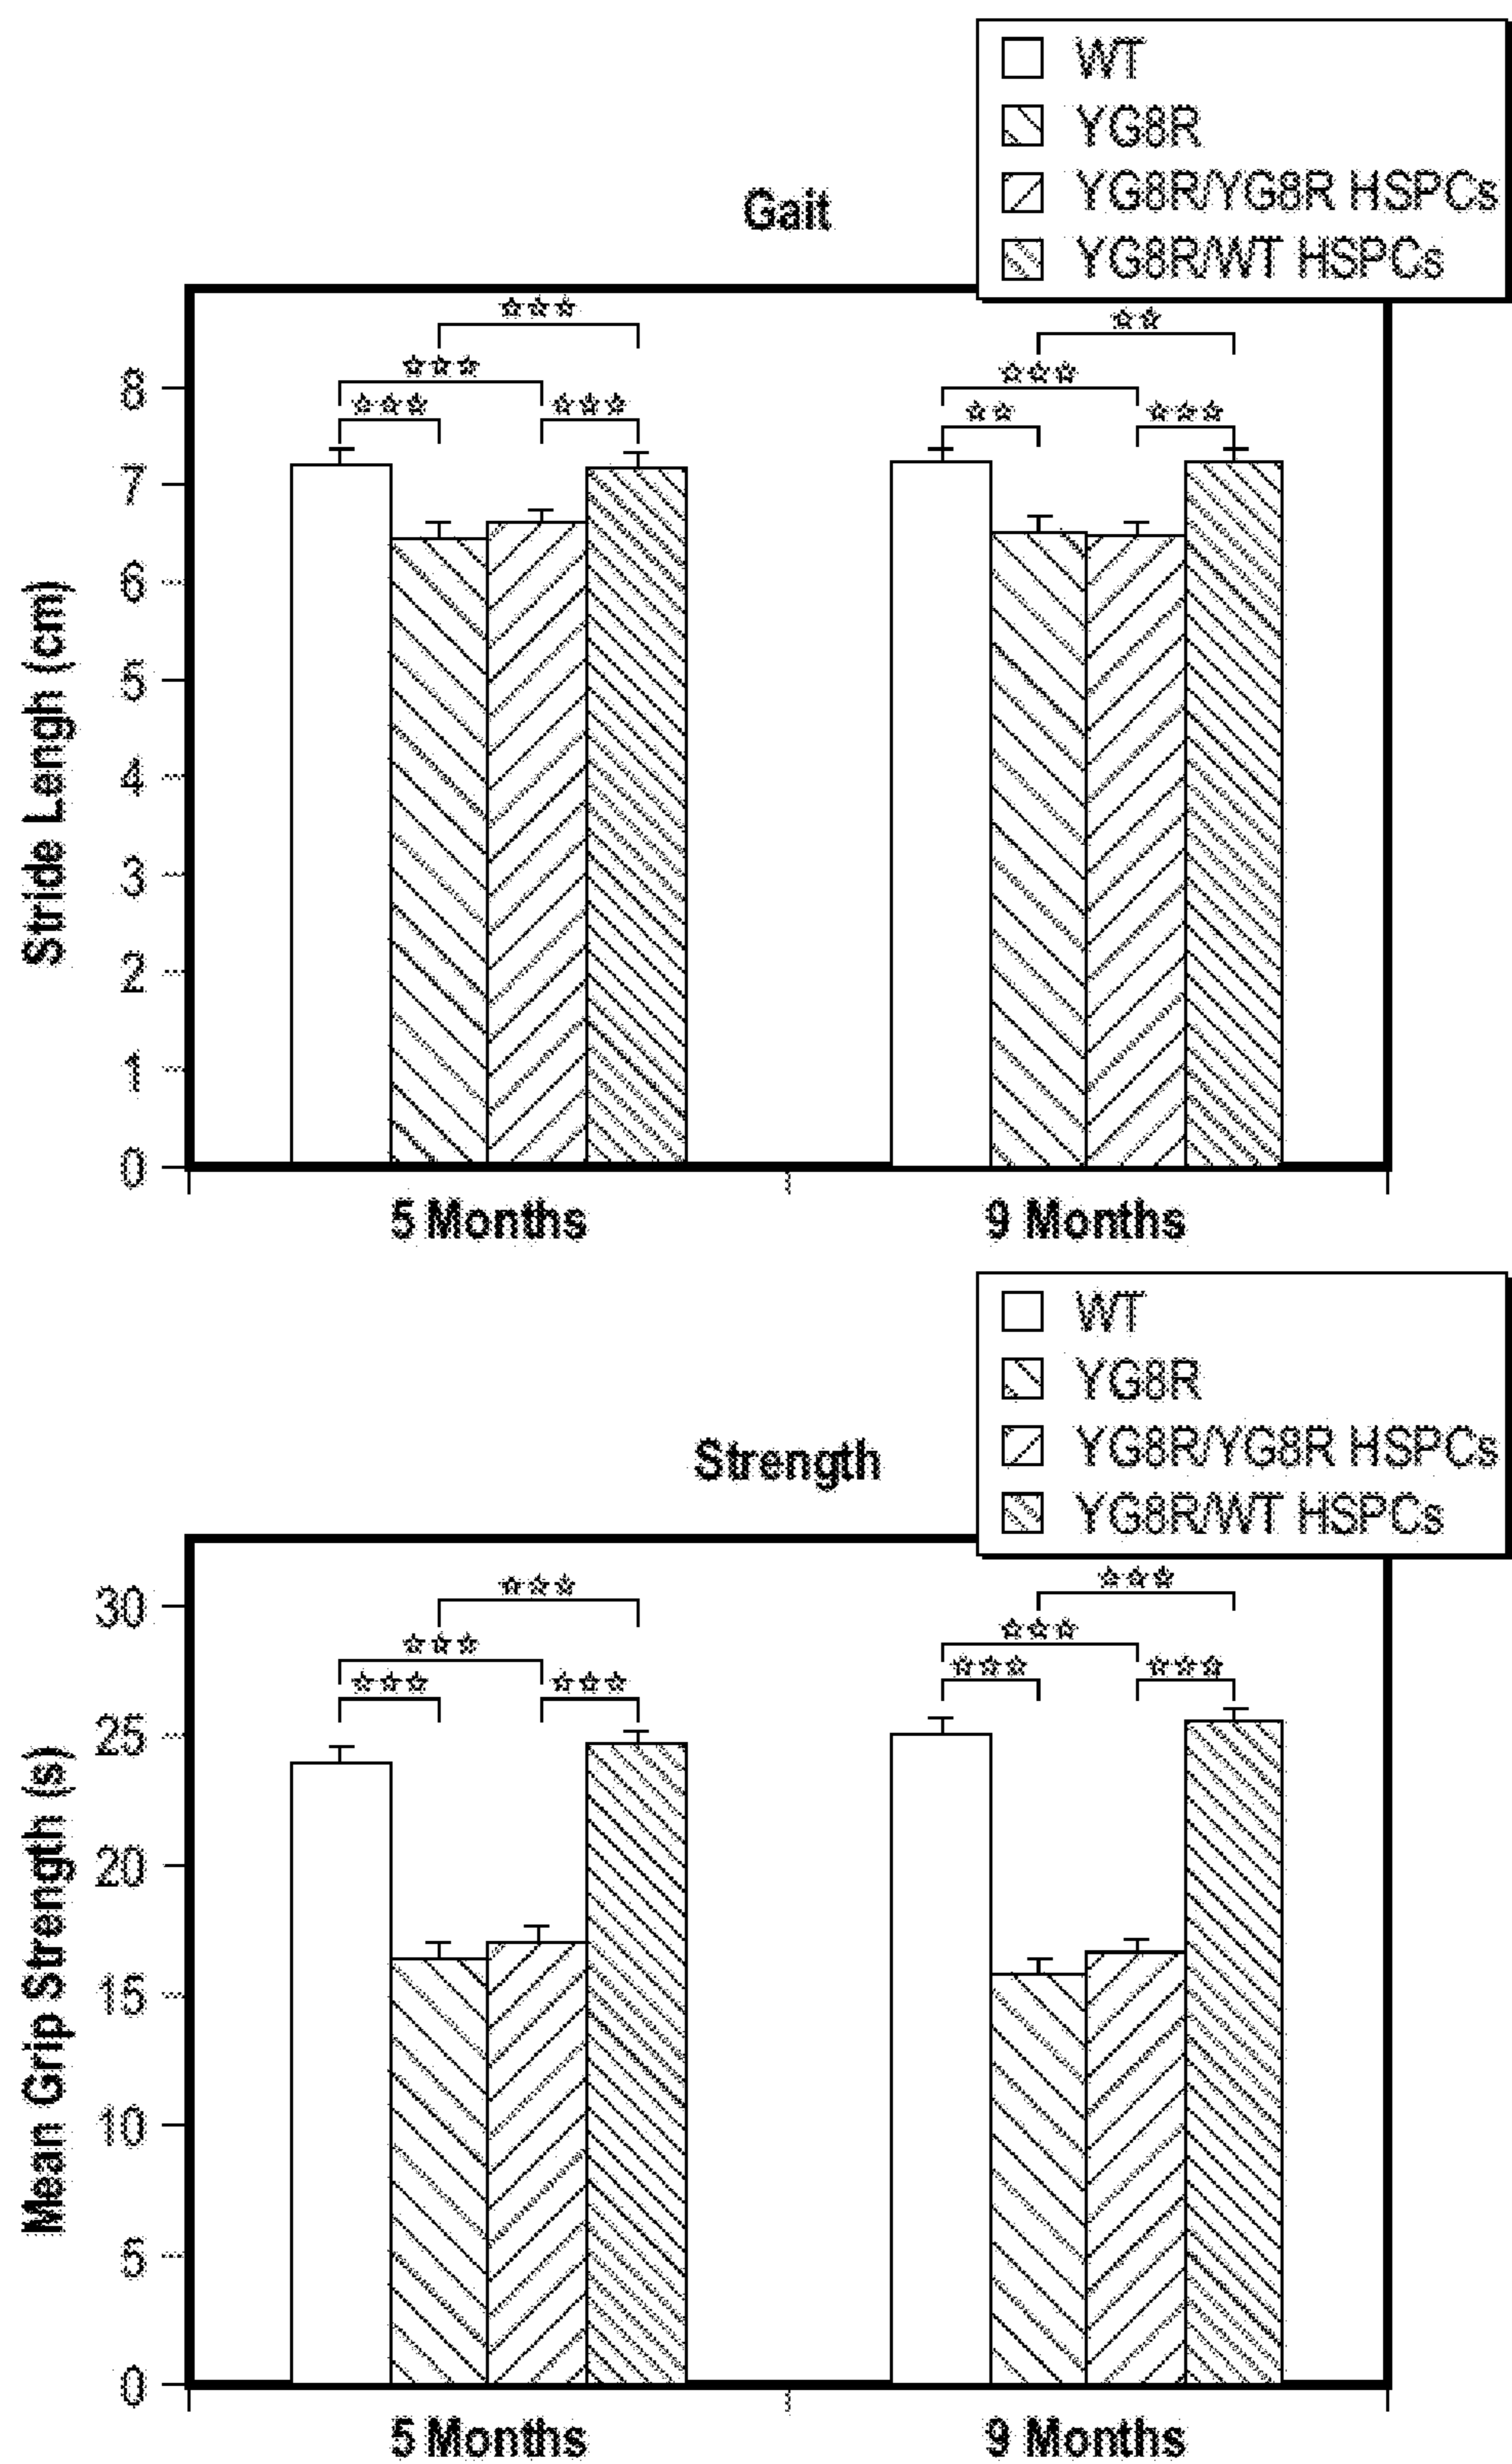 WT
YG8R
YG8R/YG8R HSPCs
YG8R/WT HSPCs
Gait
☆☆☆
☆☆
☆☆☆
☆☆☆
☆☆☆
☆☆☆
☆☆
☆☆☆
8
7
6
5
4
3
2
1
0
Stride Lengh (cm)
5 Months
9 Months
WT
YG8R
YG8R/YG8R HSPCs
YG8R/WT HSPCs
Strength
☆☆☆
☆☆☆
☆☆☆
☆☆☆
☆☆☆
☆☆☆
☆☆☆
☆☆☆
30
25
20
15
10
5
0
Mean Grip Strength (s)
5 Months
9 Months